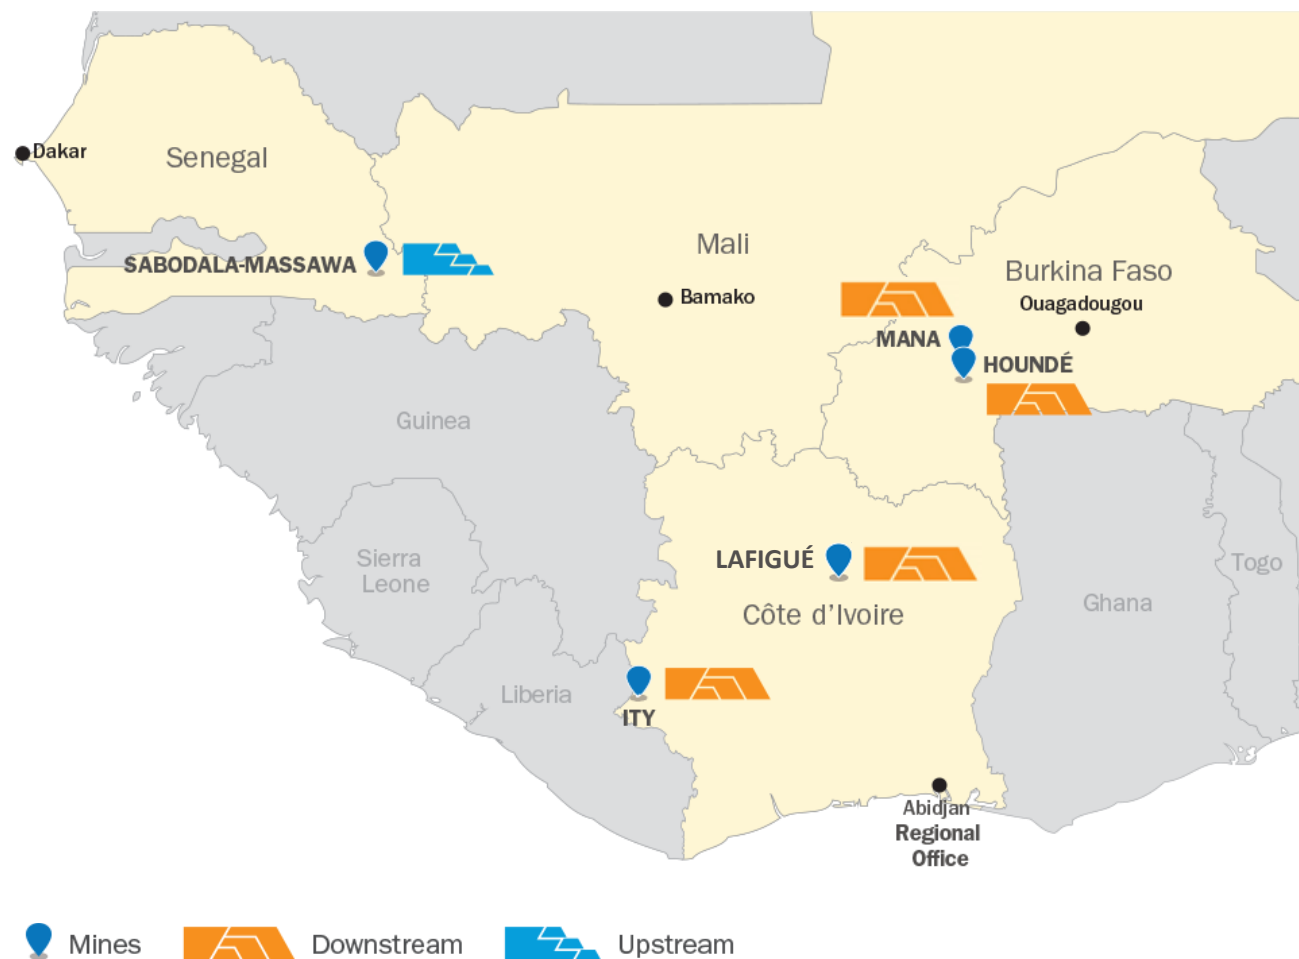 Dakar
Senegal
SABODALA-MASSAWA
Mali
Bamako
Burkina Faso
Ouagadougou
MANA
HOUNDÉ
Guinea
Sierra
Leone
LAFIGUÉ
Côte d’Ivoire
Togo
Ghana
Liberia
ITY
Abidjan
Regional
Office
Mines
Downstream
Upstream